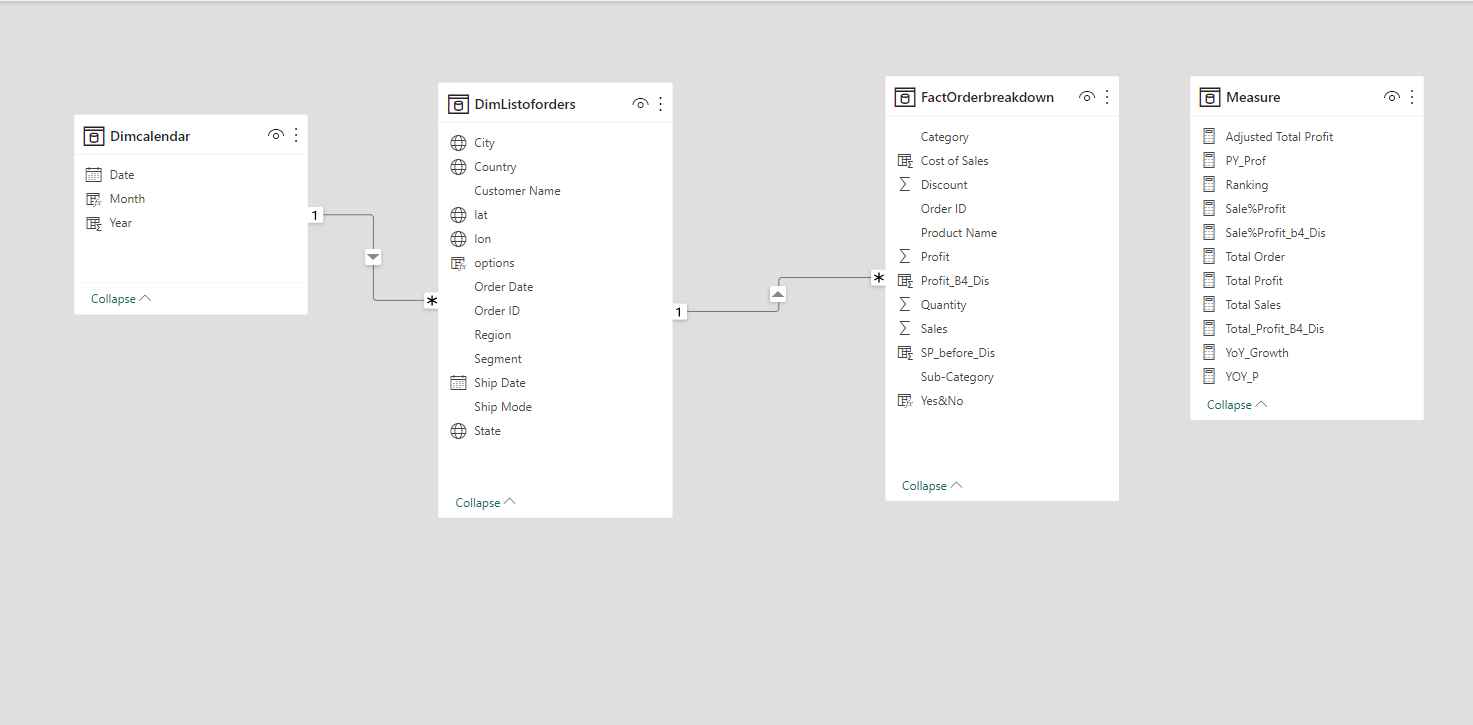 Dimcalendar
Date
Month
Year
Collapse
1
*
DimListoforders
City
Country
Customer Name
lat
lon
options
Order Date
Order ID
Region
Segment
Ship Date
Ship Mode
State
Collapse
1
*
FactOrderbreakdown
Category
Cost of Sales
Discount
Order ID
Product Name
Profit
Profit_B4_Dis
Quantity
Sales
SP_before_Dis
Sub-Category
Yes&No
Collapse
Measure
Adjusted Total Profit
PY_Prof
Ranking
Sale%Profit
Sale%Profit_b4_Dis
Total Order
Total Profit
Total Sales
Total_Profit_B4_Dis
YoY_Growth
YOY_P
Collapse